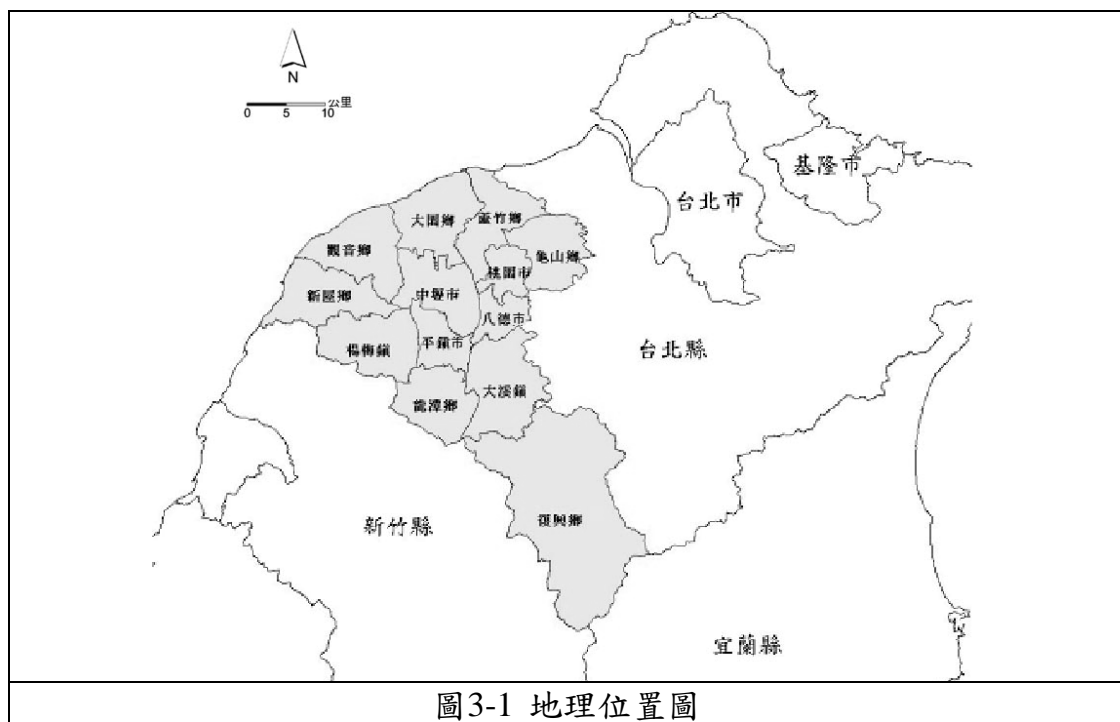 N
0 5 10 公里
基隆市
台北市
大園鄉
蘆竹鄉
觀音鄉
龜山鄉
桃園市
新屋鄉
中壢市
八德市
楊梅鎮
平鎮市
台北縣
大溪鎮
龍潭鄉
復興鄉
新竹縣
宜蘭縣
圖3-1 地理位置圖